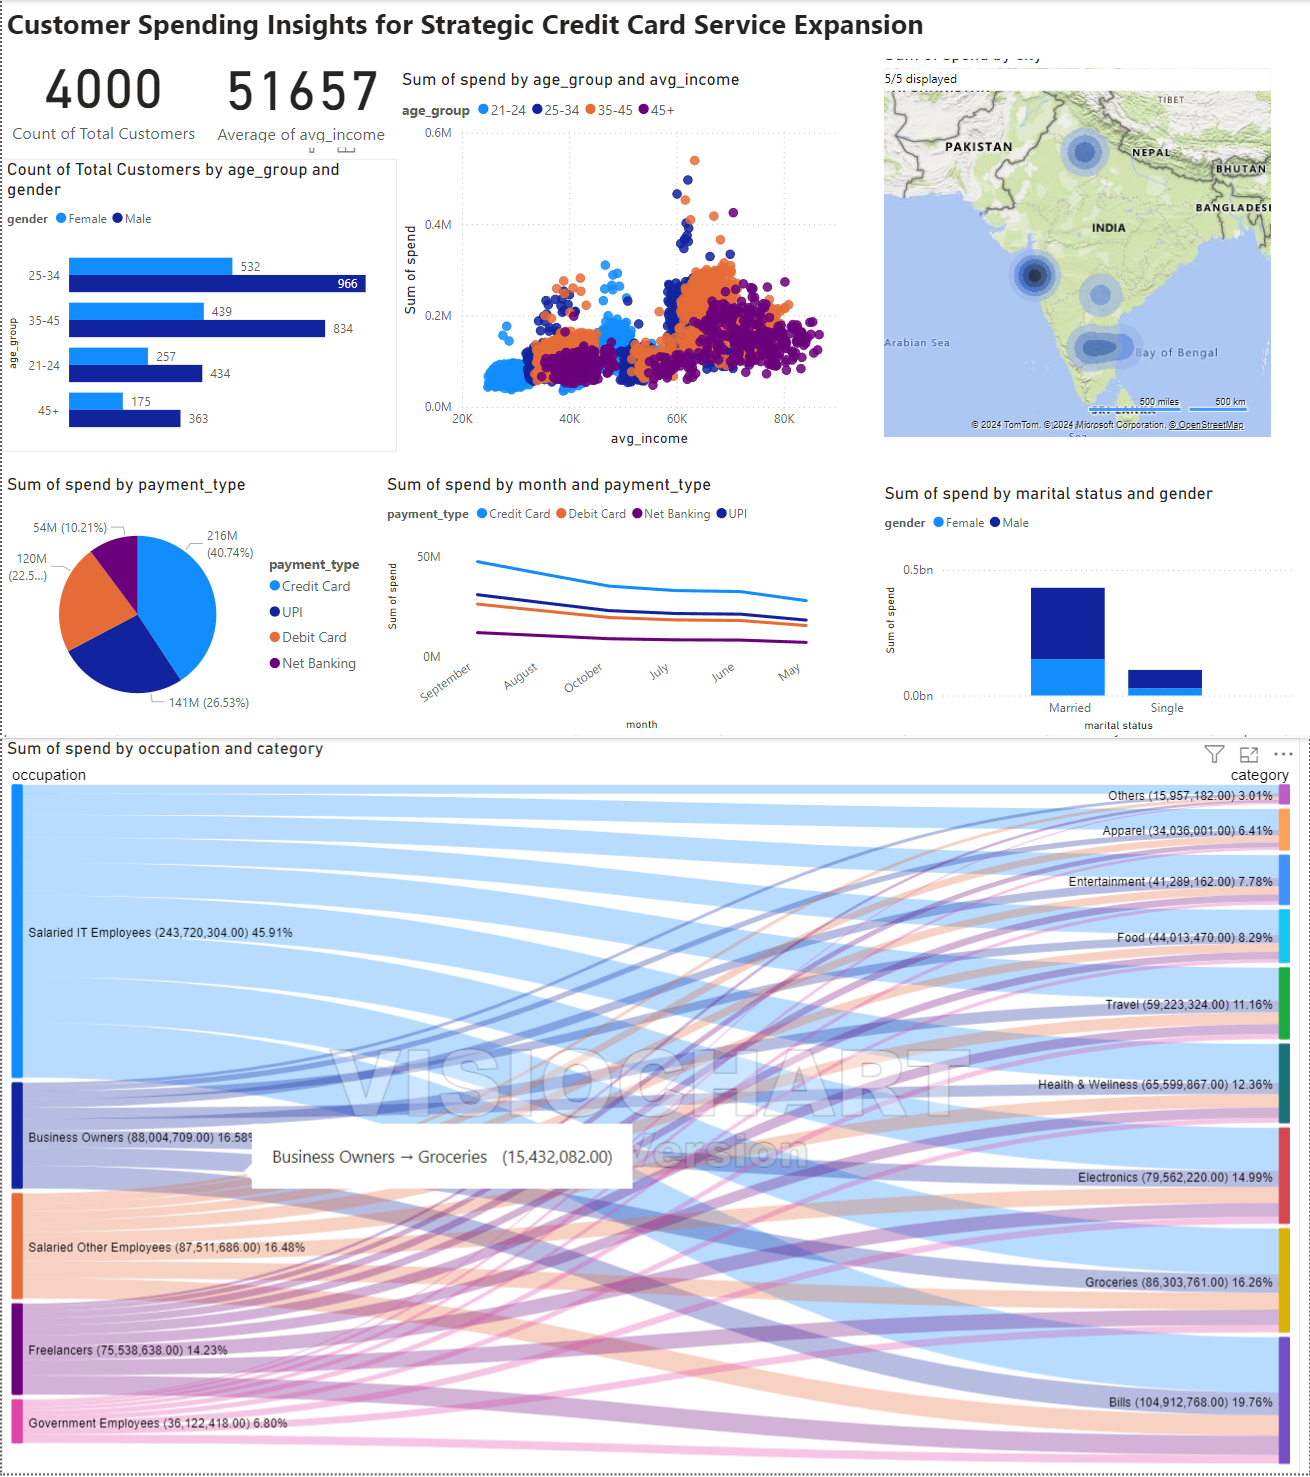 Customer Spending Insights for Strategic Credit Card Service Expansion
4000
Count of Total Customers
51657
Average of avg_income
Count of Total Customers by age_group and
gender
gender Female Male
age_group
25-34
532
966
35-45
439
834
21-24
257
434
45+
175
363
Sum of spend by age_group and avg_income
age_group 21-24 25-34 35-45 45+
Sum of spend
0.6M
0.4M
0.2M
0.0M
20K 40K 60K 80K
avg_income
Sum of spend by city
5/5 displayed
AFGHANISTAN
TIBET
PAKISTAN
NEPAL
BHUTAN
BANGLADESH
INDIA
Arabian Sea
Bay of Bengal
SRI LANKA
500 miles 500 km
© 2024 TomTom, © 2024 Microsoft Corporation, © OpenStreetMap
Sea
Sum of spend by payment_type
54M (10.21%)
216M
(40.74%)
120M
(22.5...)
141M (26.53%)
payment_type
Credit Card
UPI
Debit Card
Net Banking
Sum of spend by month and payment_type
payment_type Credit Card Debit Card Net Banking UPI
Sum of spend
50M
0M
September August October July June May
month
Sum of spend by marital status and gender
gender Female Male
Sum of spend
0.5bn
0.0bn
Married Single
marital status
Sum of spend by occupation and category
occupation
category
Salaried IT Employees (243,720,304.00) 45.91%
Business Owners (88,004,709.00) 16.58%
Salaried Other Employees (87,511,686.00) 16.48%
Freelancers (75,538,638.00) 14.23%
Government Employees (36,122,418.00) 6.80%
VISIOCHART
Version
Business Owners → Groceries (15,432,082.00)
Others (15,957,182.00) 3.01%
Apparel (34,036,001.00) 6.41%
Entertainment (41,289,162.00) 7.78%
Food (44,013,470.00) 8.29%
Travel (59,223,324.00) 11.16%
Health & Wellness (65,599,867.00) 12.36%
Electronics (79,562,220.00) 14.99%
Groceries (86,303,761.00) 16.26%
Bills (104,912,768.00) 19.76%